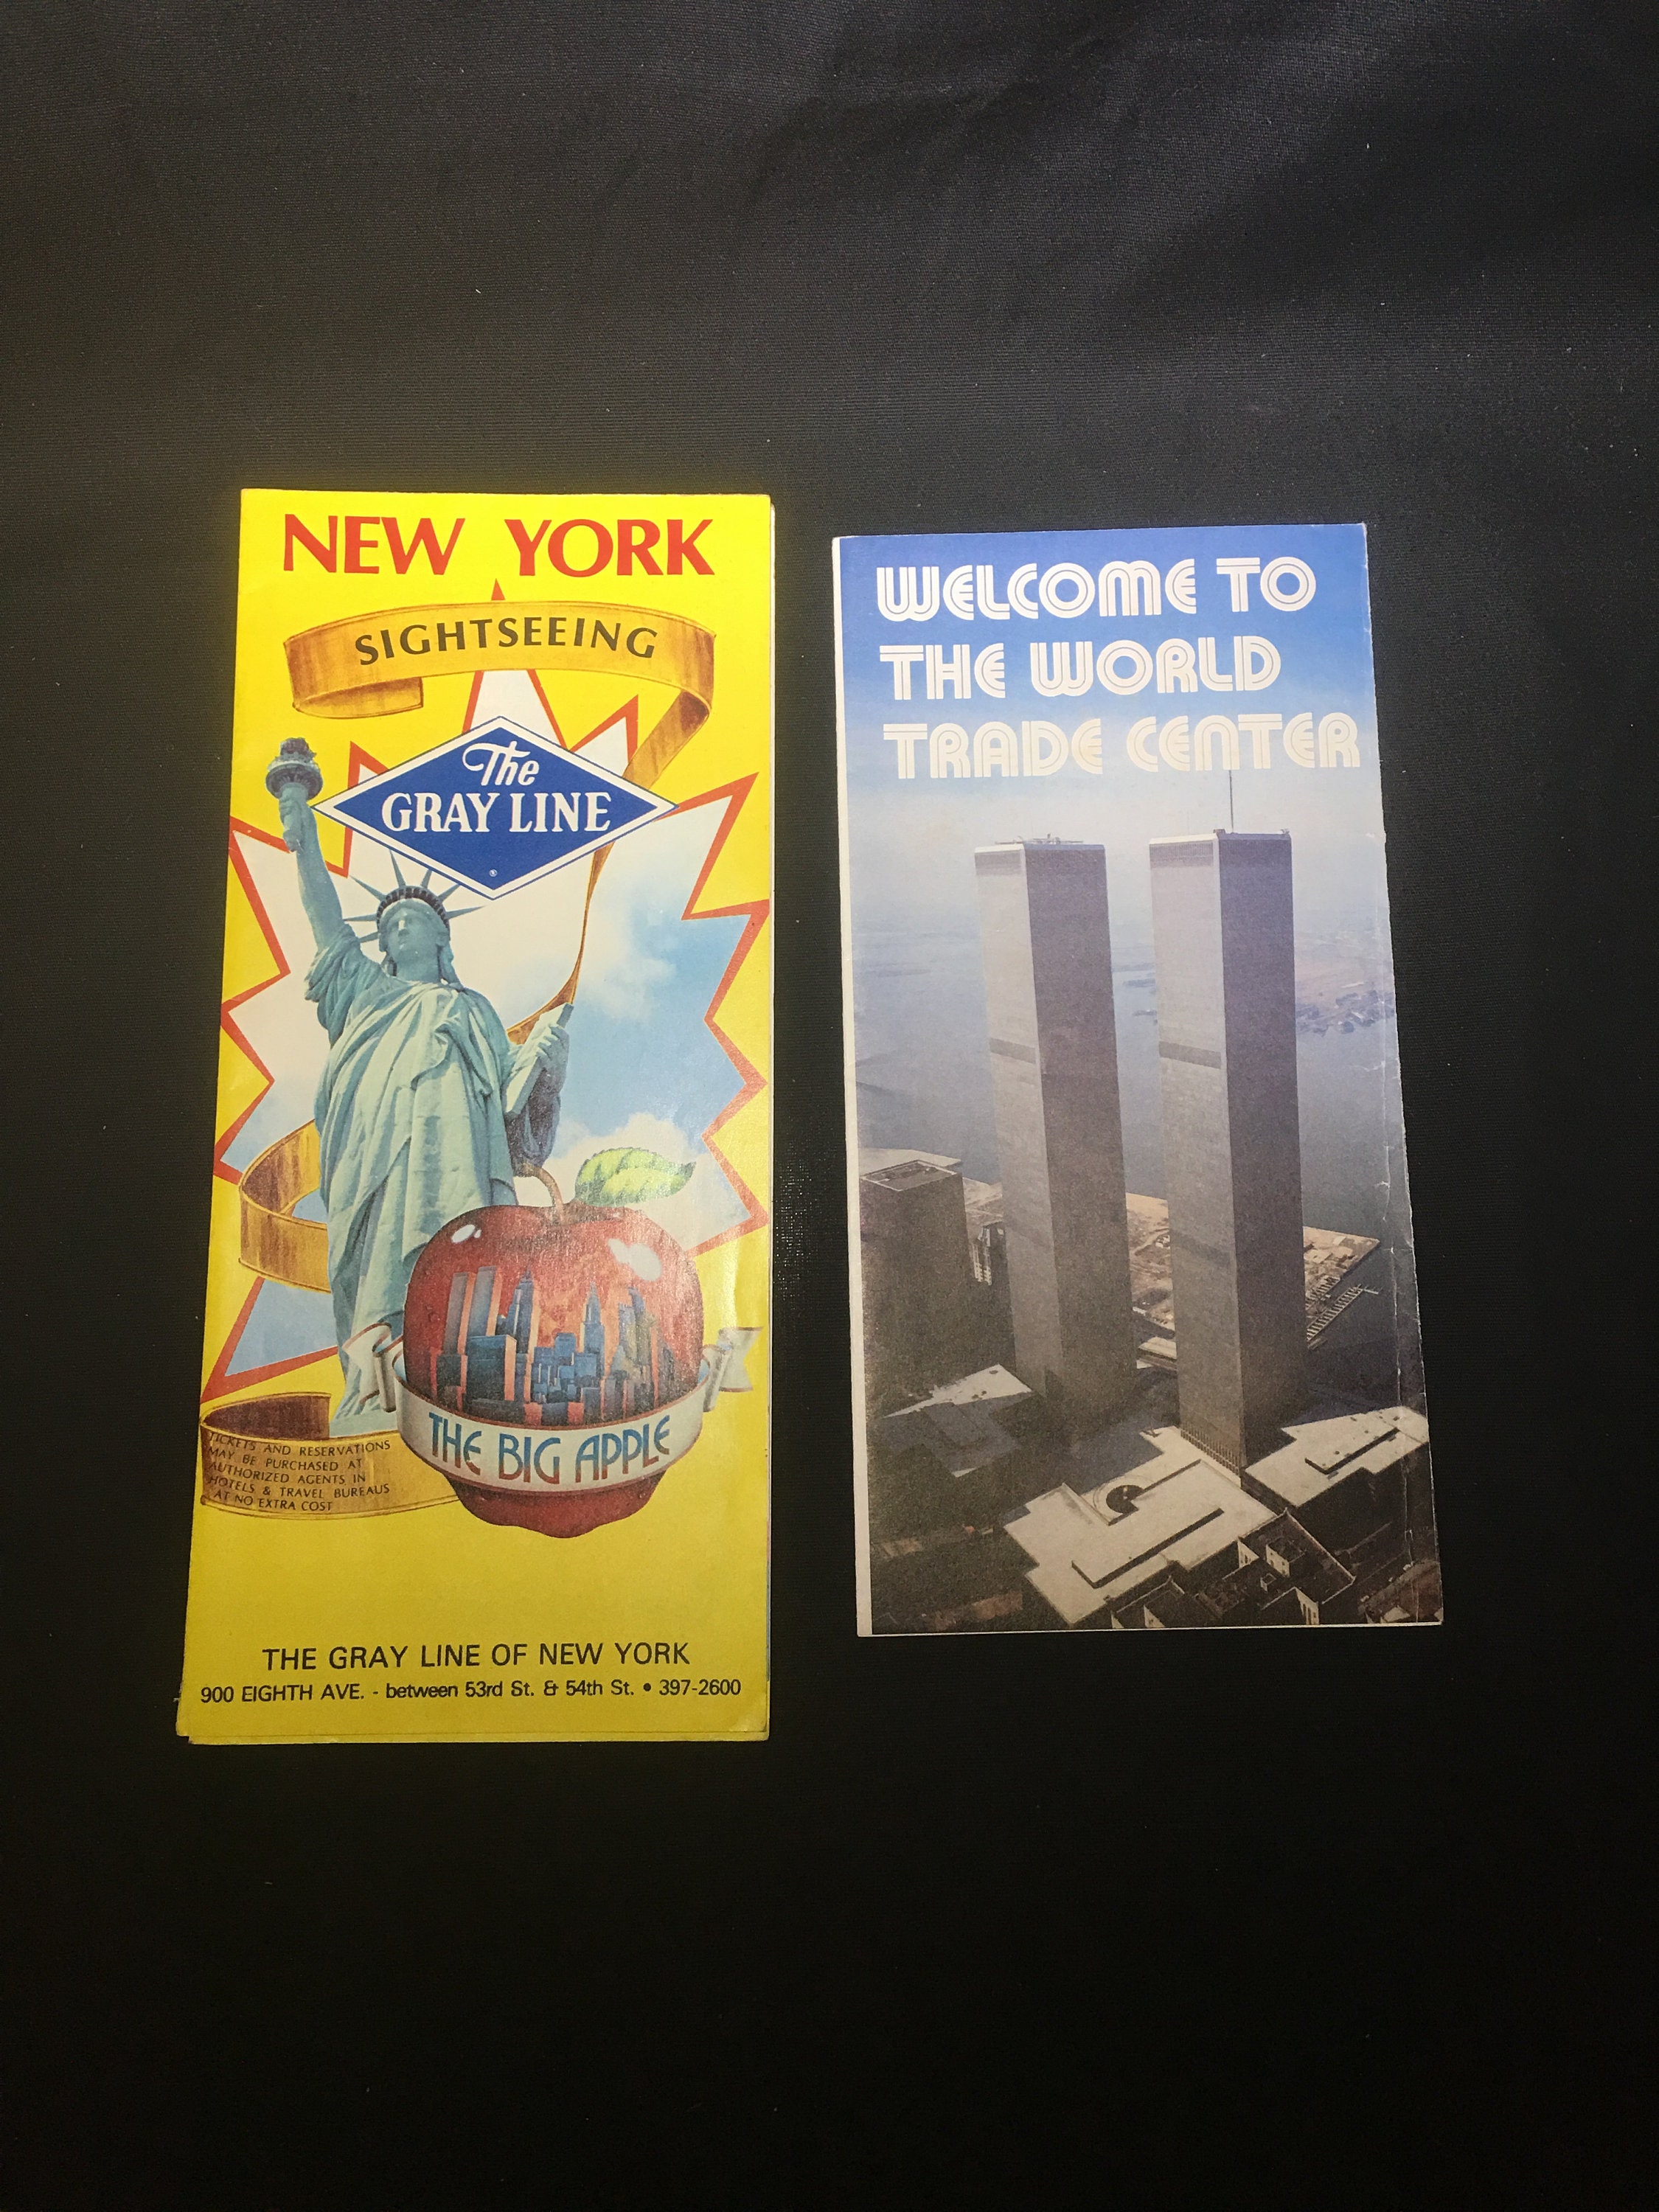 NEW YORK
SIGHTSEEING
The
GRAY LINE
®
TICKETS AND RESERVATIONS
MAY BE PURCHASED AT
AUTHORIZED AGENTS IN
HOTELS & TRAVEL BUREAUS
AT NO EXTRA COST
THE BIG APPLE
THE GRAY LINE OF NEW YORK
900 EIGHTH AVE. - between 53rd St. & 54th St. • 397-2600
WELCOME TO
THE WORLD
TRADE CENTER